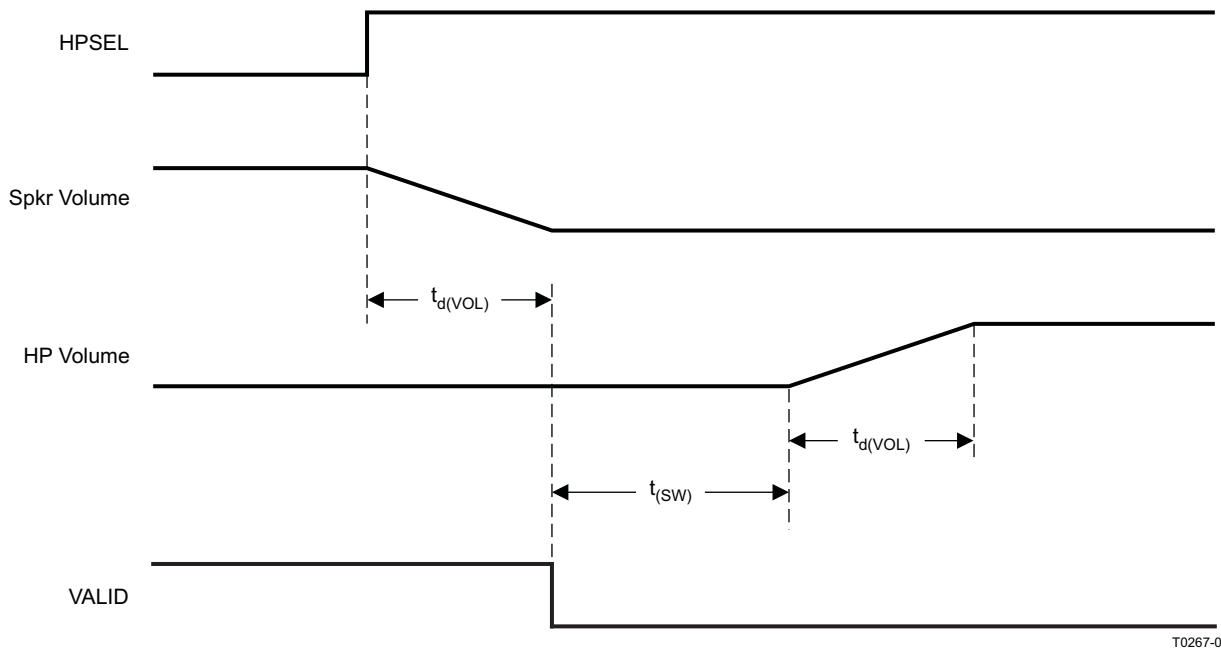 HPSEL
Spkr Volume
td(VOL)
HP Volume
td(VOL)
t(SW)
VALID
T0267-0